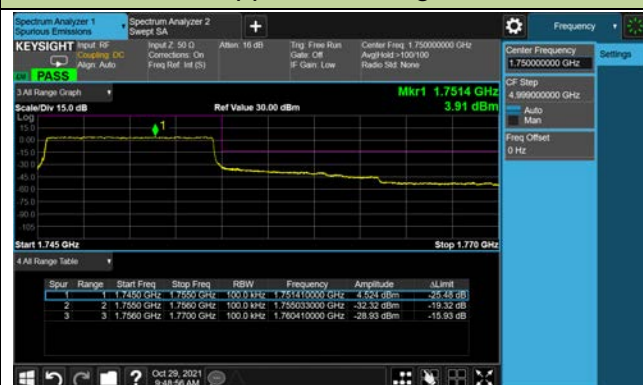 Spectrum Analyzer 1
Spurious Emissions
Spectrum Analyzer 2
Swept SA
+
Frequency
KEYSIGHT
Input: RF
Coupling: DC
Align: Auto
Input Z: 50 Ω
Corrections: On
Freq Ref: Int (S)
Atten: 16 dB
Trig: Free Run
Gate: Off
IF Gain: Low
Center Freq: 1.750000000 GHz
Avg|Hold:>100/100
Radio Std: None
PASS
Center Frequency
1.750000000 GHz
Settings
CF Step
4.999000000 GHz
Auto
Man
Freq Offset
0 Hz
3.All Range Graph
Mkr1 1.7514 GHz
Scale/Div 15.0 dB
Ref Value 30.00 dBm
3.91 dBm
Log
15.0
0.00
-15.0
-30.0
-45.0
-60.0
-75.0
-90.0
-105
1
Start 1.745 GHz
Stop 1.770 GHz
4.All Range Table
Spur Range Start Freq Stop Freq RBW Frequency Amplitude ΔLimit
1 1 1.7450 GHz 1.7550 GHz 100.0 kHz 1.751410000 GHz 4.524 dBm -25.48 dB
2 2 1.7550 GHz 1.7560 GHz 100.0 kHz 1.755033000 GHz -32.32 dBm -19.32 dB
3 3 1.7560 GHz 1.7700 GHz 100.0 kHz 1.760410000 GHz -28.93 dBm -15.93 dB
?
Oct 29, 2021
9:48:56 AM